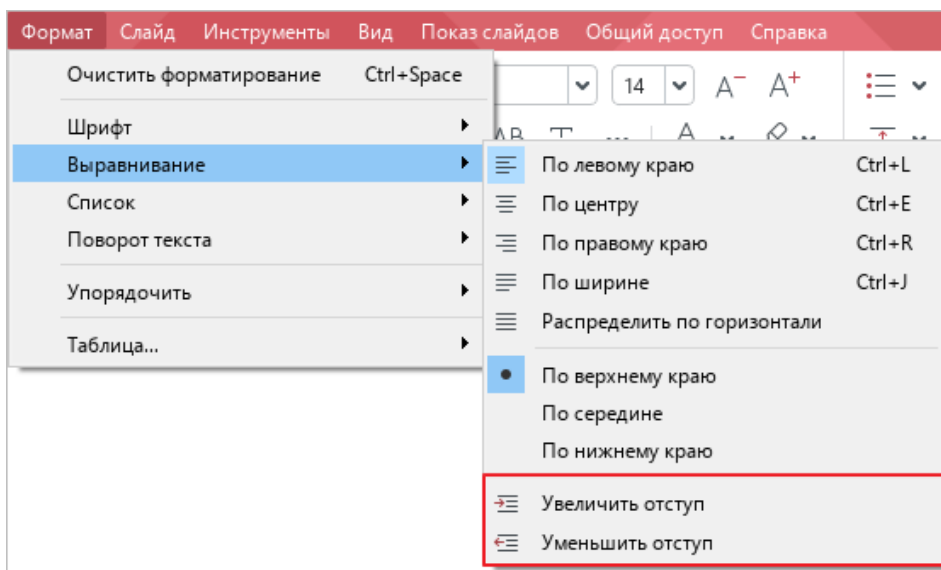 Формат Слайд Инструменты Вид Показ слайдов Общий доступ Справка
Очистить форматирование Ctrl+Space
14 A− A+
Шрифт
Выравнивание
Список
Поворот текста
Упорядочить
Таблица...
По левому краю Ctrl+L
По центру Ctrl+E
По правому краю Ctrl+R
По ширине Ctrl+J
Распределить по горизонтали
По верхнему краю
По середине
По нижнему краю
Увеличить отступ
Уменьшить отступ